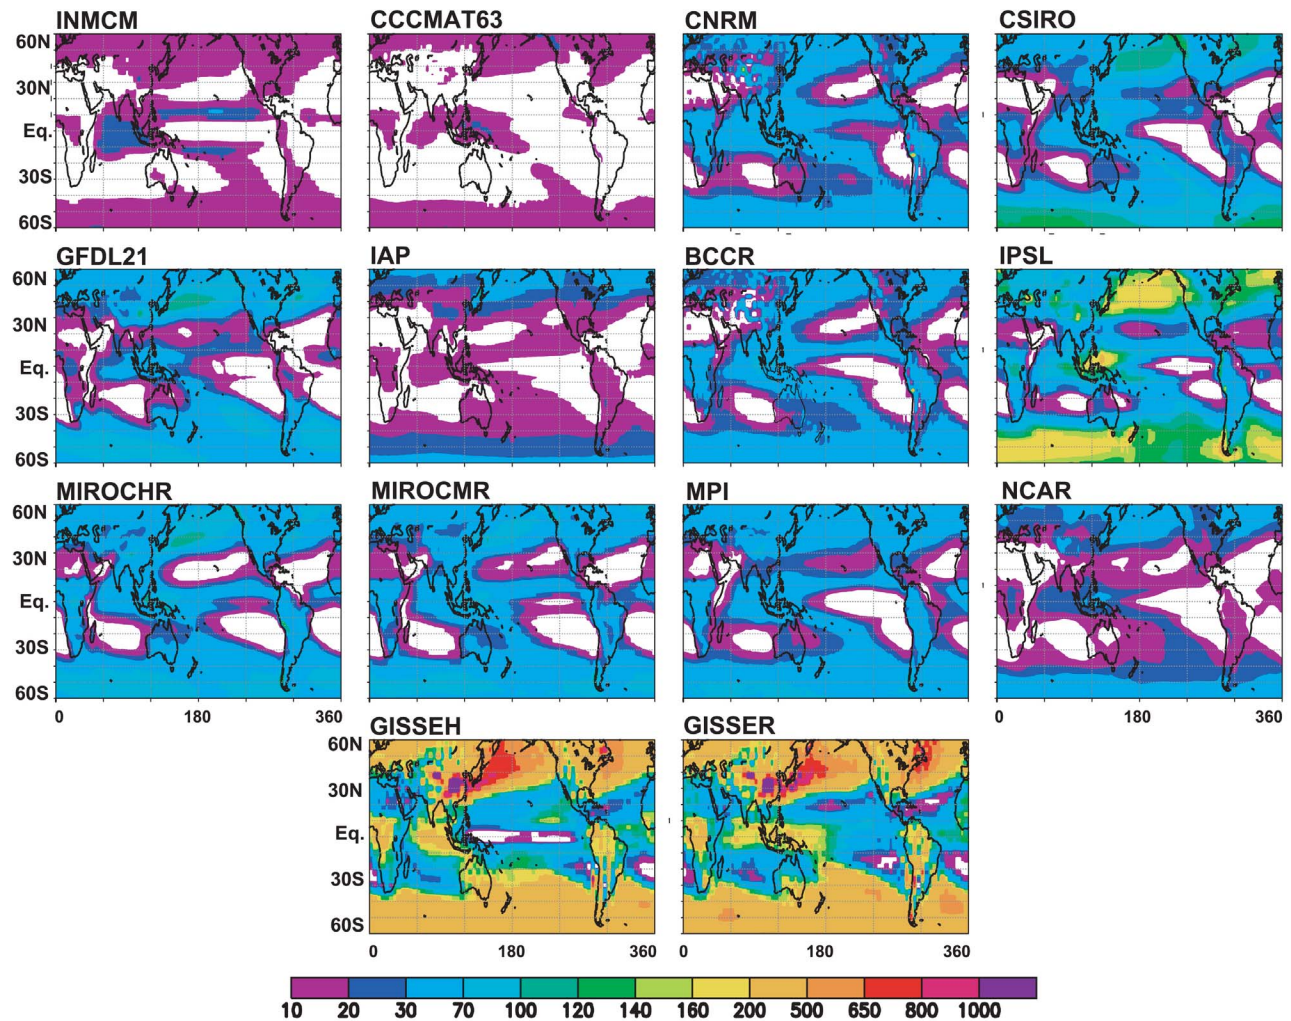 INMCM CCCMAT63 CNRM CSIRO
60N
30N
Eq.
30S
60S
GFDL21 IAP BCCR IPSL
60N
30N
Eq.
30S
60S
MIROCHR MIROCMR MPI NCAR
60N
30N
Eq.
30S
60S
0 180 360 0 180 360
GISSEH GISSER
60N
30N
Eq.
30S
60S
0 180 360 0 180 360
10 20 30 70 100 120 140 160 200 500 650 800 1000